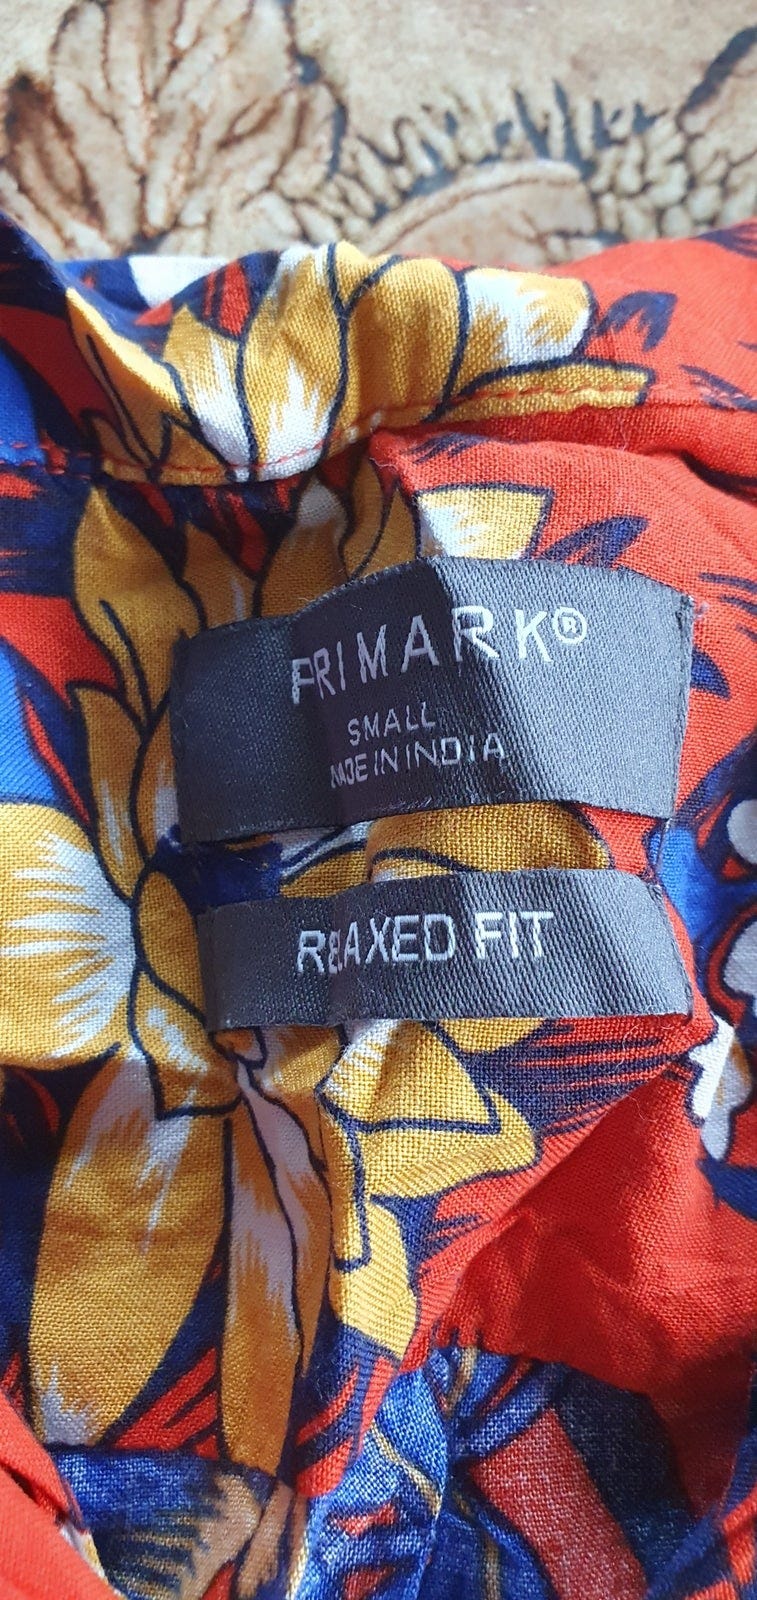 PRIMARK®
SMALL
MADE IN INDIA
RELAXED FIT